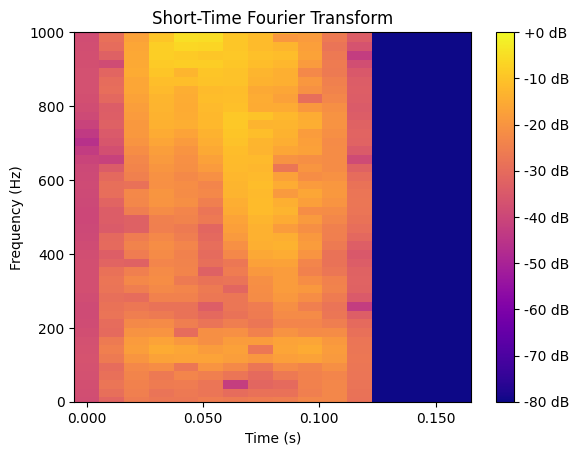 Short-Time Fourier Transform
Frequency (Hz)
1000
800
600
400
200
0
0.000
0.050
0.100
0.150
Time (s)
+0 dB
-10 dB
-20 dB
-30 dB
-40 dB
-50 dB
-60 dB
-70 dB
-80 dB